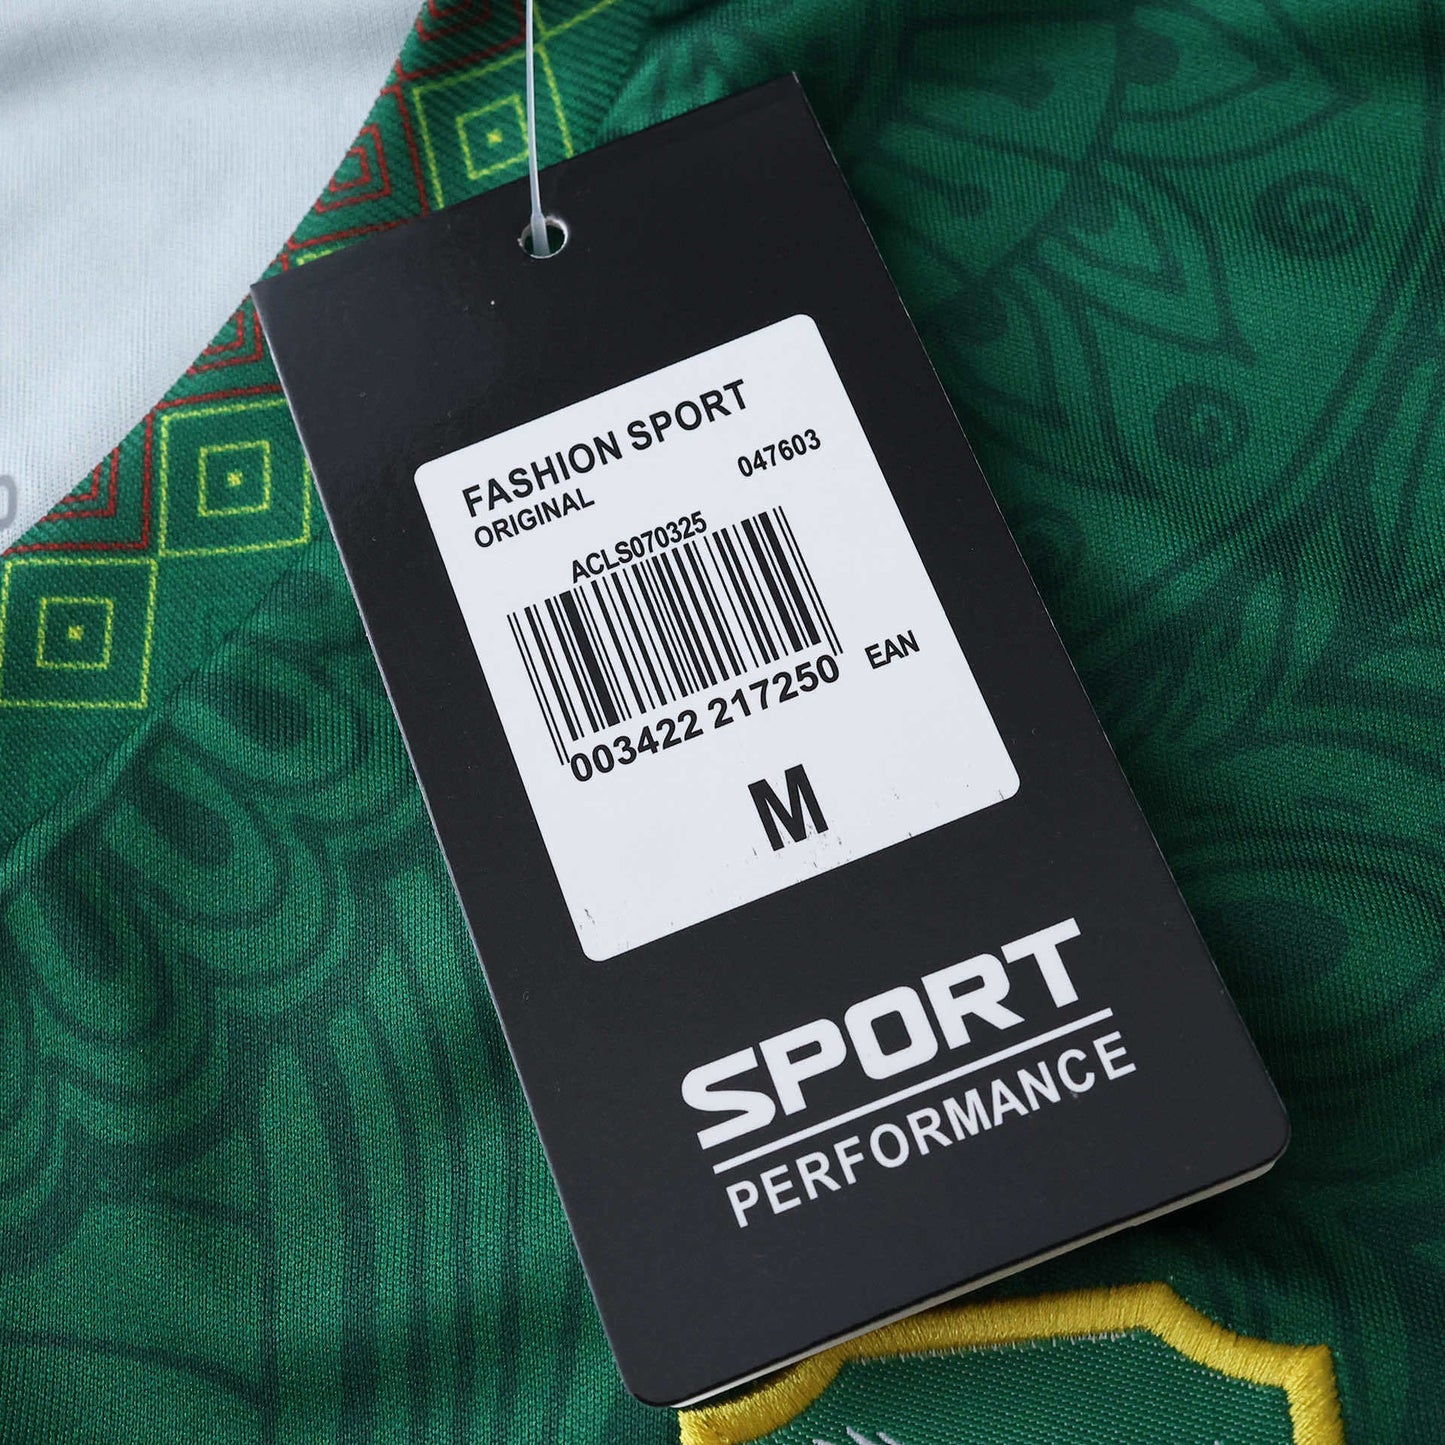 FASHION SPORT
ORIGINAL
047603
ACLS070325
003422 217250
EAN
M
SPORT
PERFORMANCE